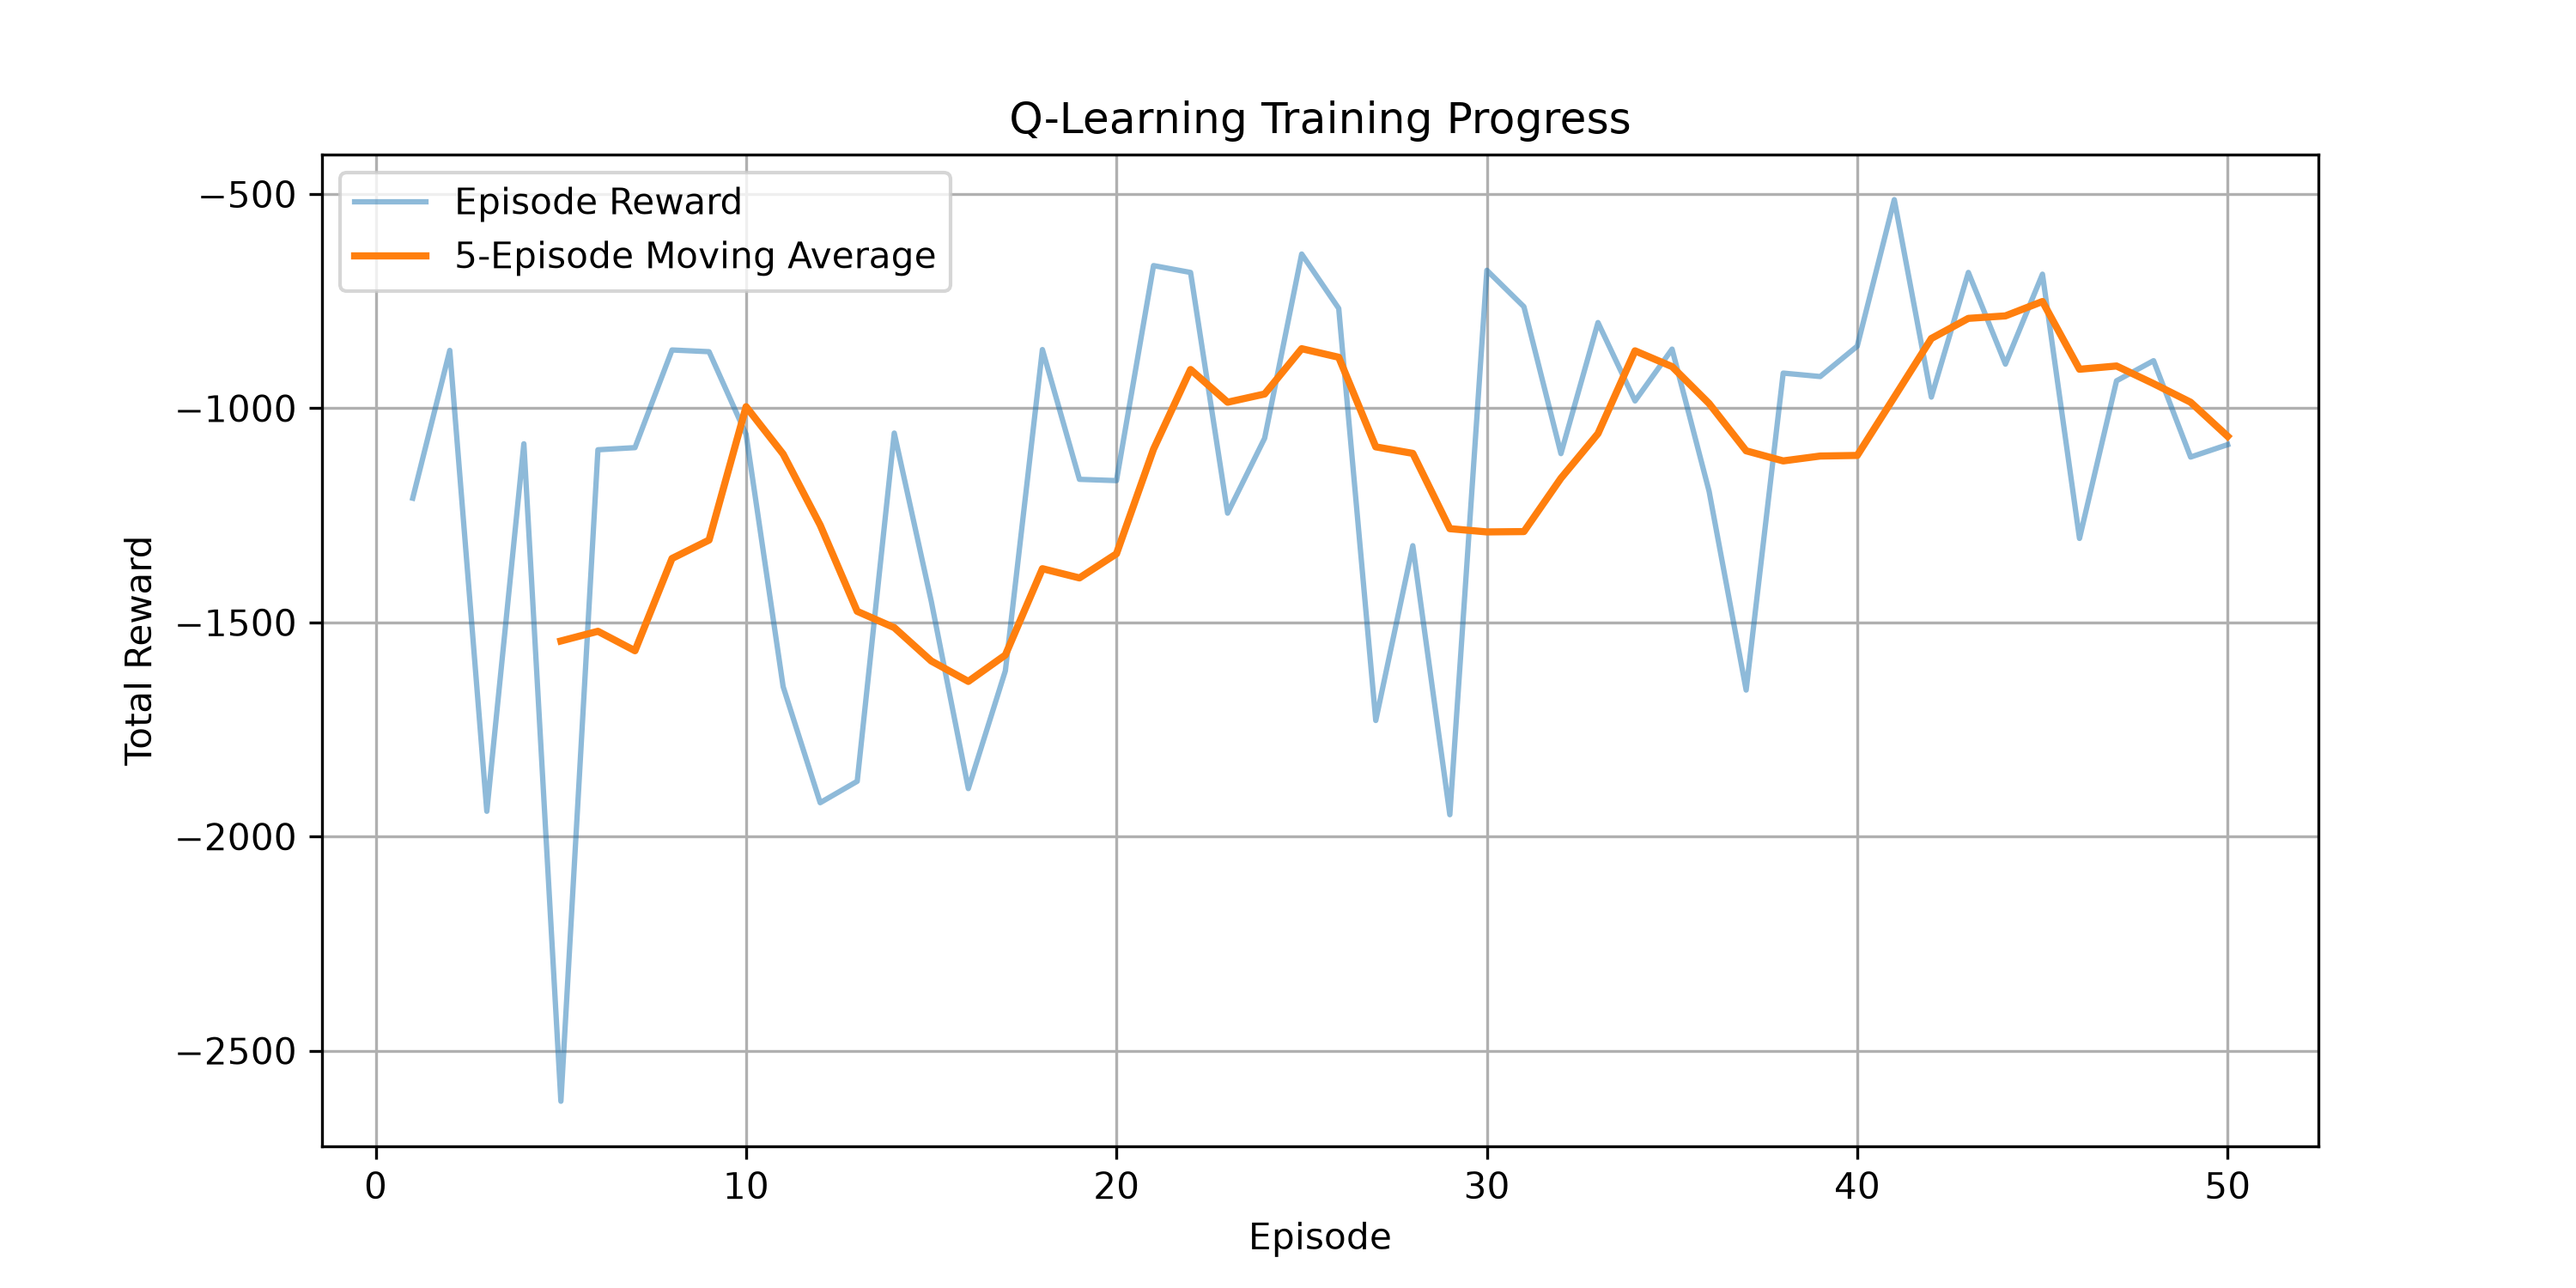 Q-Learning Training Progress
Episode Reward
5-Episode Moving Average
Total Reward
−500
−1000
−1500
−2000
−2500
0 10 20 30 40 50
Episode